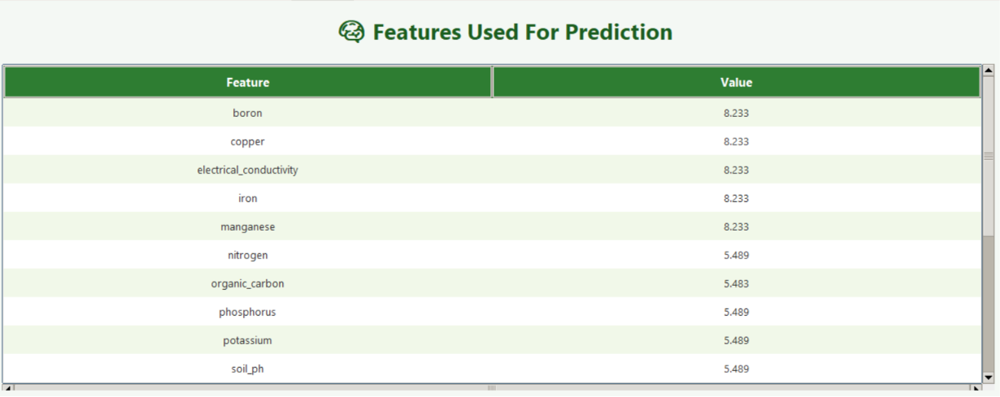 Features Used For Prediction
Feature Value
boron 8.233
copper 8.233
electrical_conductivity 8.233
iron 8.233
manganese 8.233
nitrogen 5.489
organic_carbon 5.483
phosphorus 5.489
potassium 5.489
soil_ph 5.489